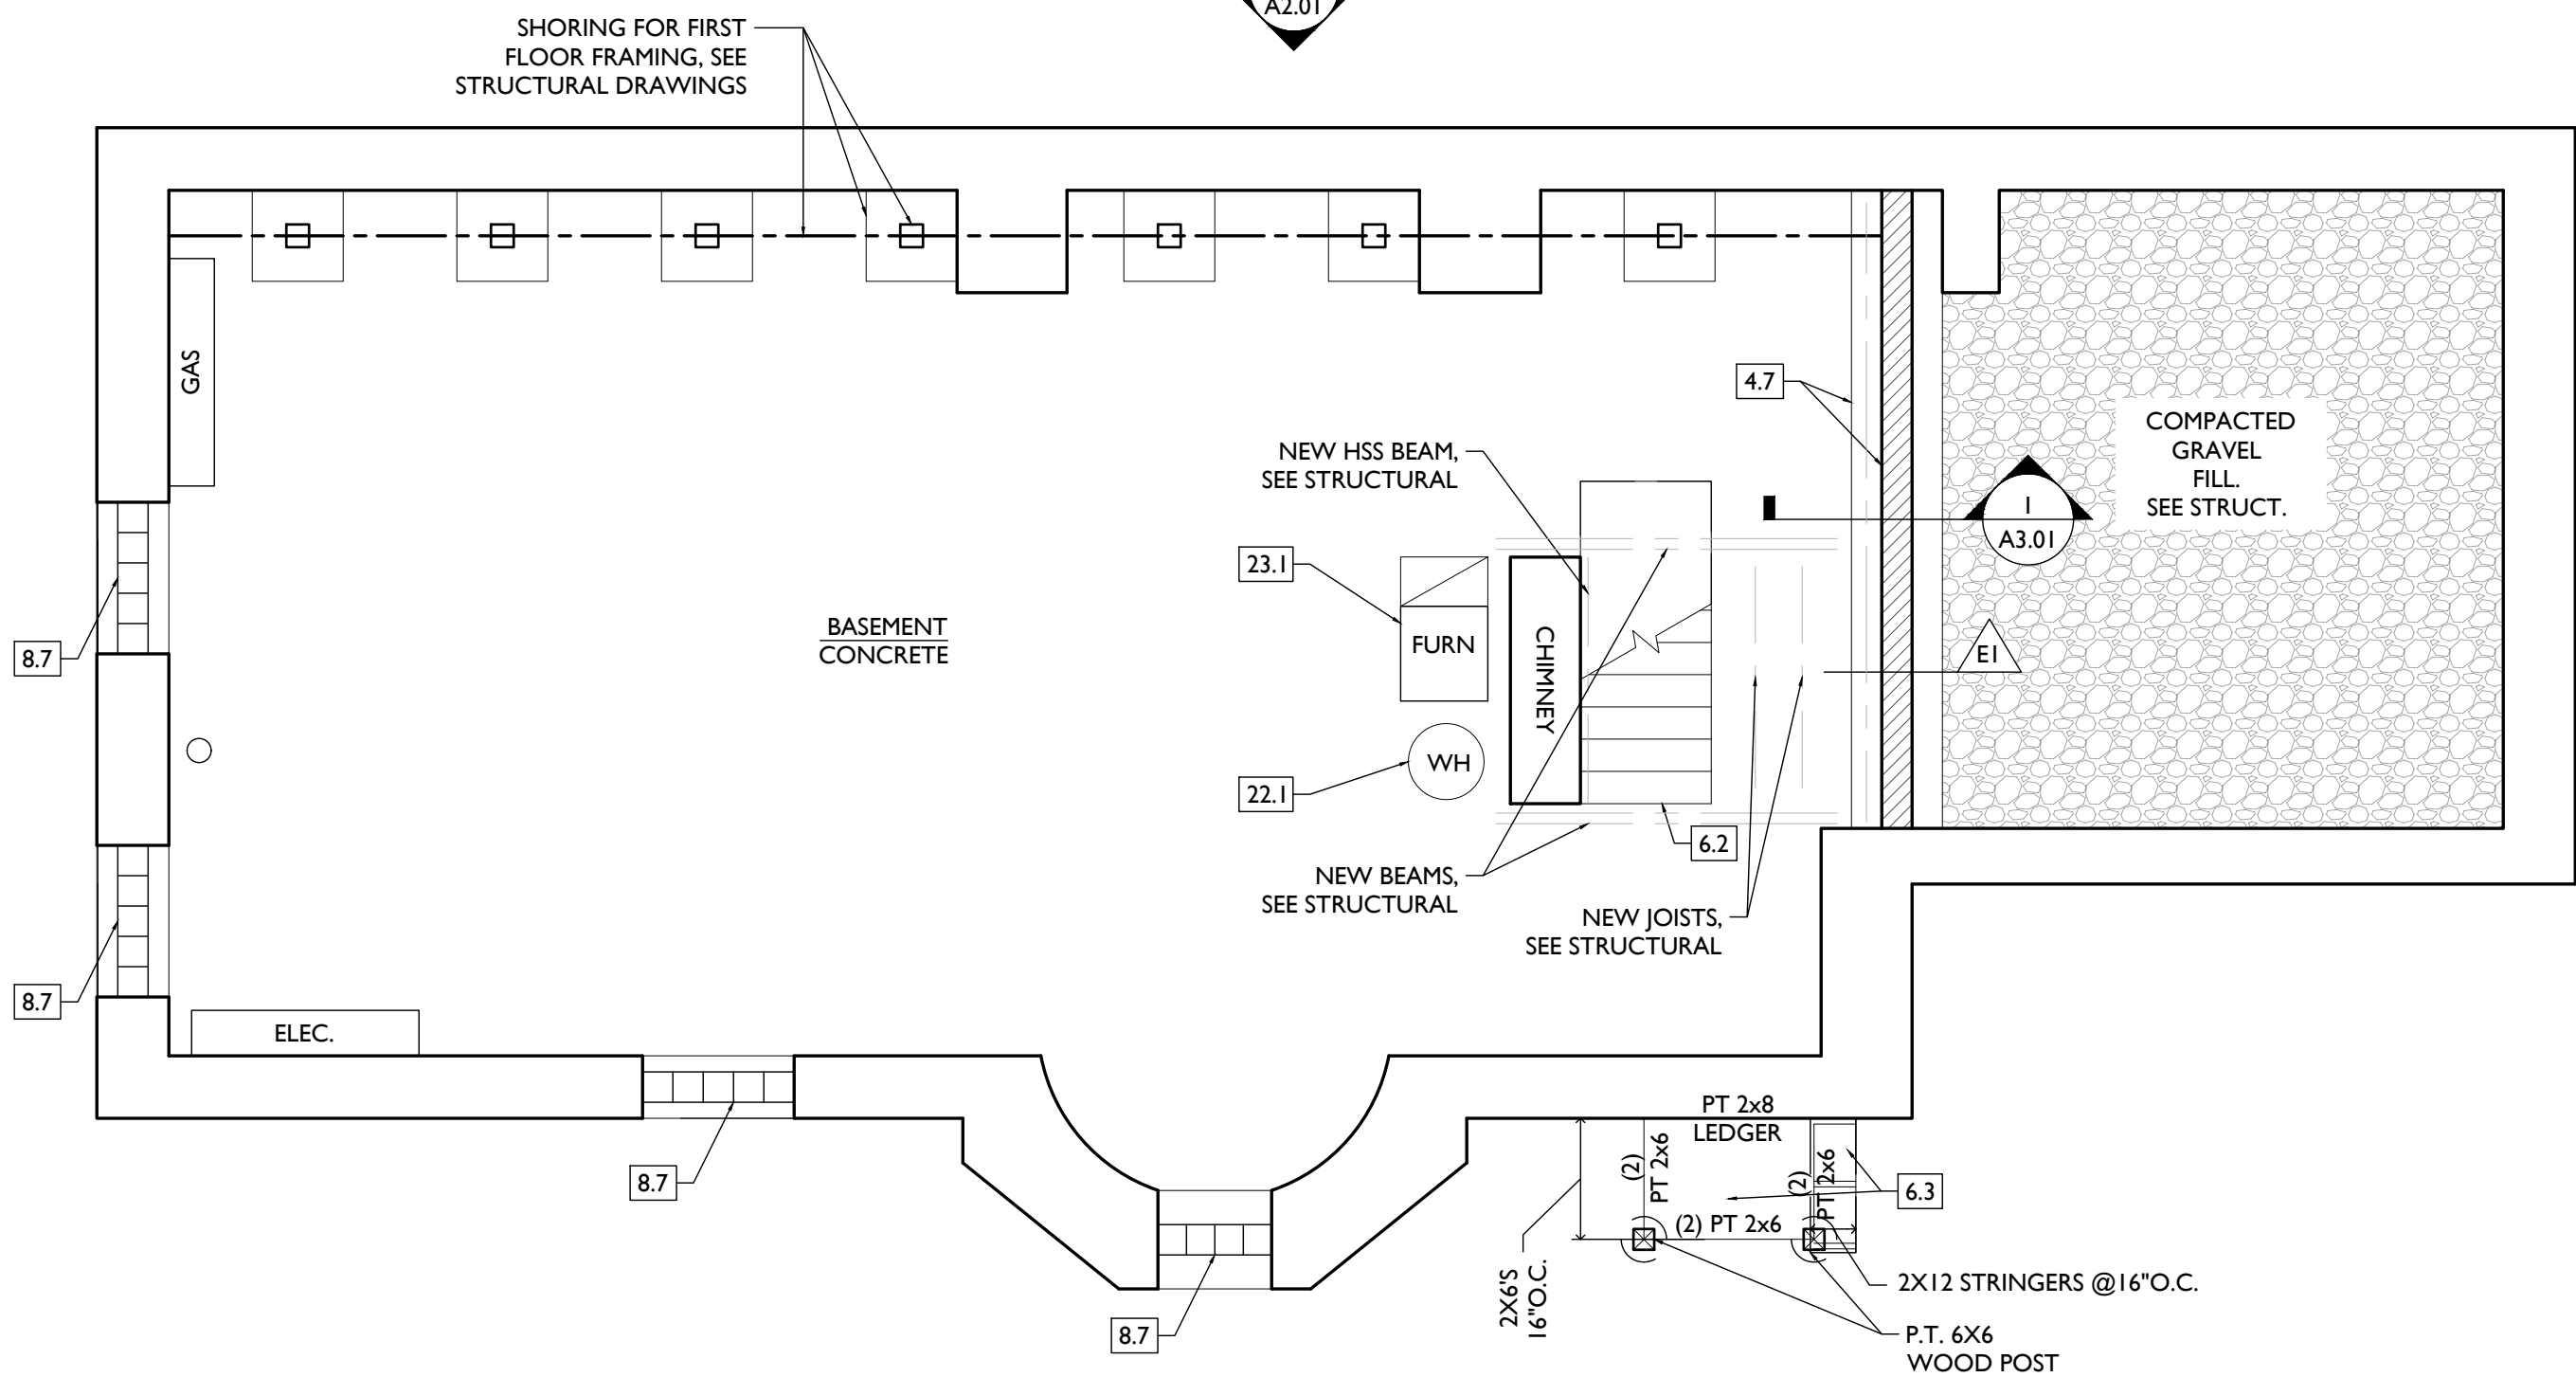 A2.01
SHORING FOR FIRST
FLOOR FRAMING, SEE
STRUCTURAL DRAWINGS
GAS
4.7
COMPACTED
GRAVEL
FILL.
SEE STRUCT.
NEW HSS BEAM,
SEE STRUCTURAL
1
A3.01
23.1
BASEMENT
CONCRETE
FURN
CHIMNEY
E1
8.7
WH
22.1
6.2
NEW BEAMS,
SEE STRUCTURAL
NEW JOISTS,
SEE STRUCTURAL
8.7
ELEC.
PT 2x8
LEDGER
8.7
(2)
PT 2x6
(2)
PT 2x6
6.3
(2) PT 2x6
2X6'S
16"O.C.
2X12 STRINGERS @16"O.C.
8.7
P.T. 6X6
WOOD POST